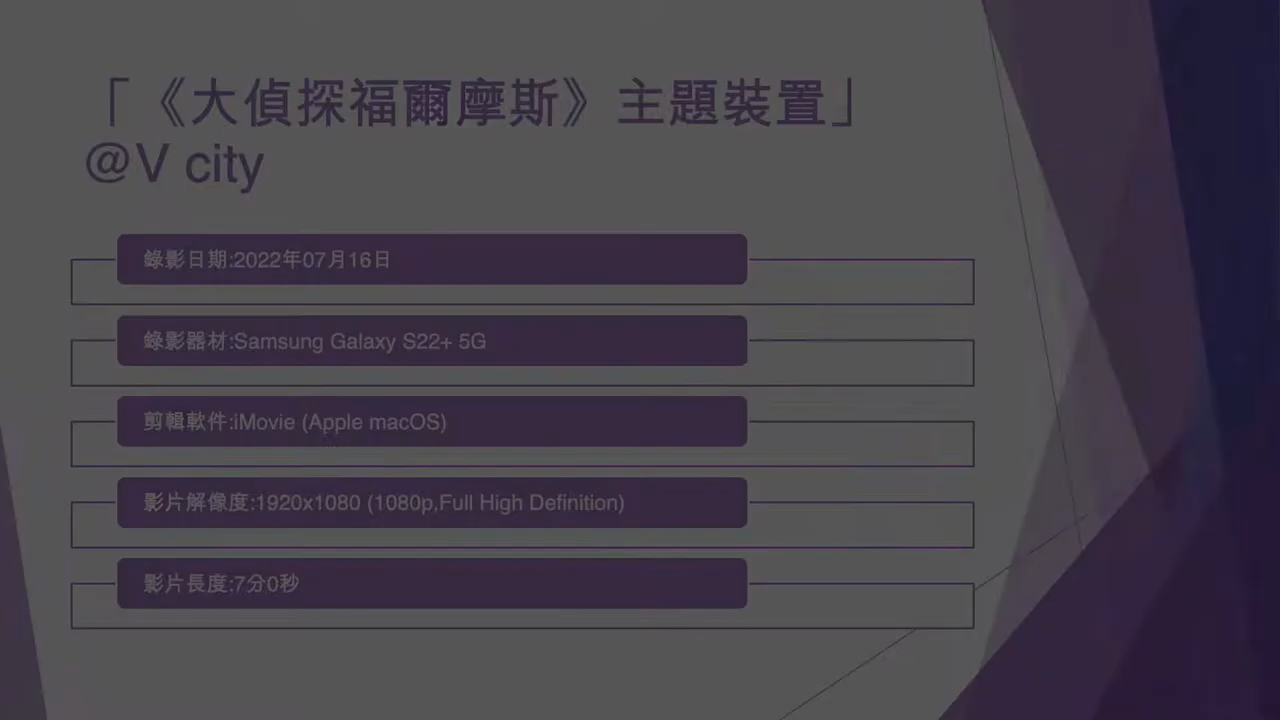 「《大偵探福爾摩斯》主題裝置」
@V city
錄影日期:2022年07月16日
錄影器材:Samsung Galaxy S22+ 5G
剪輯軟件:iMovie (Apple macOS)
影片解像度:1920x1080 (1080p,Full High Definition)
影片長度:7分0秒